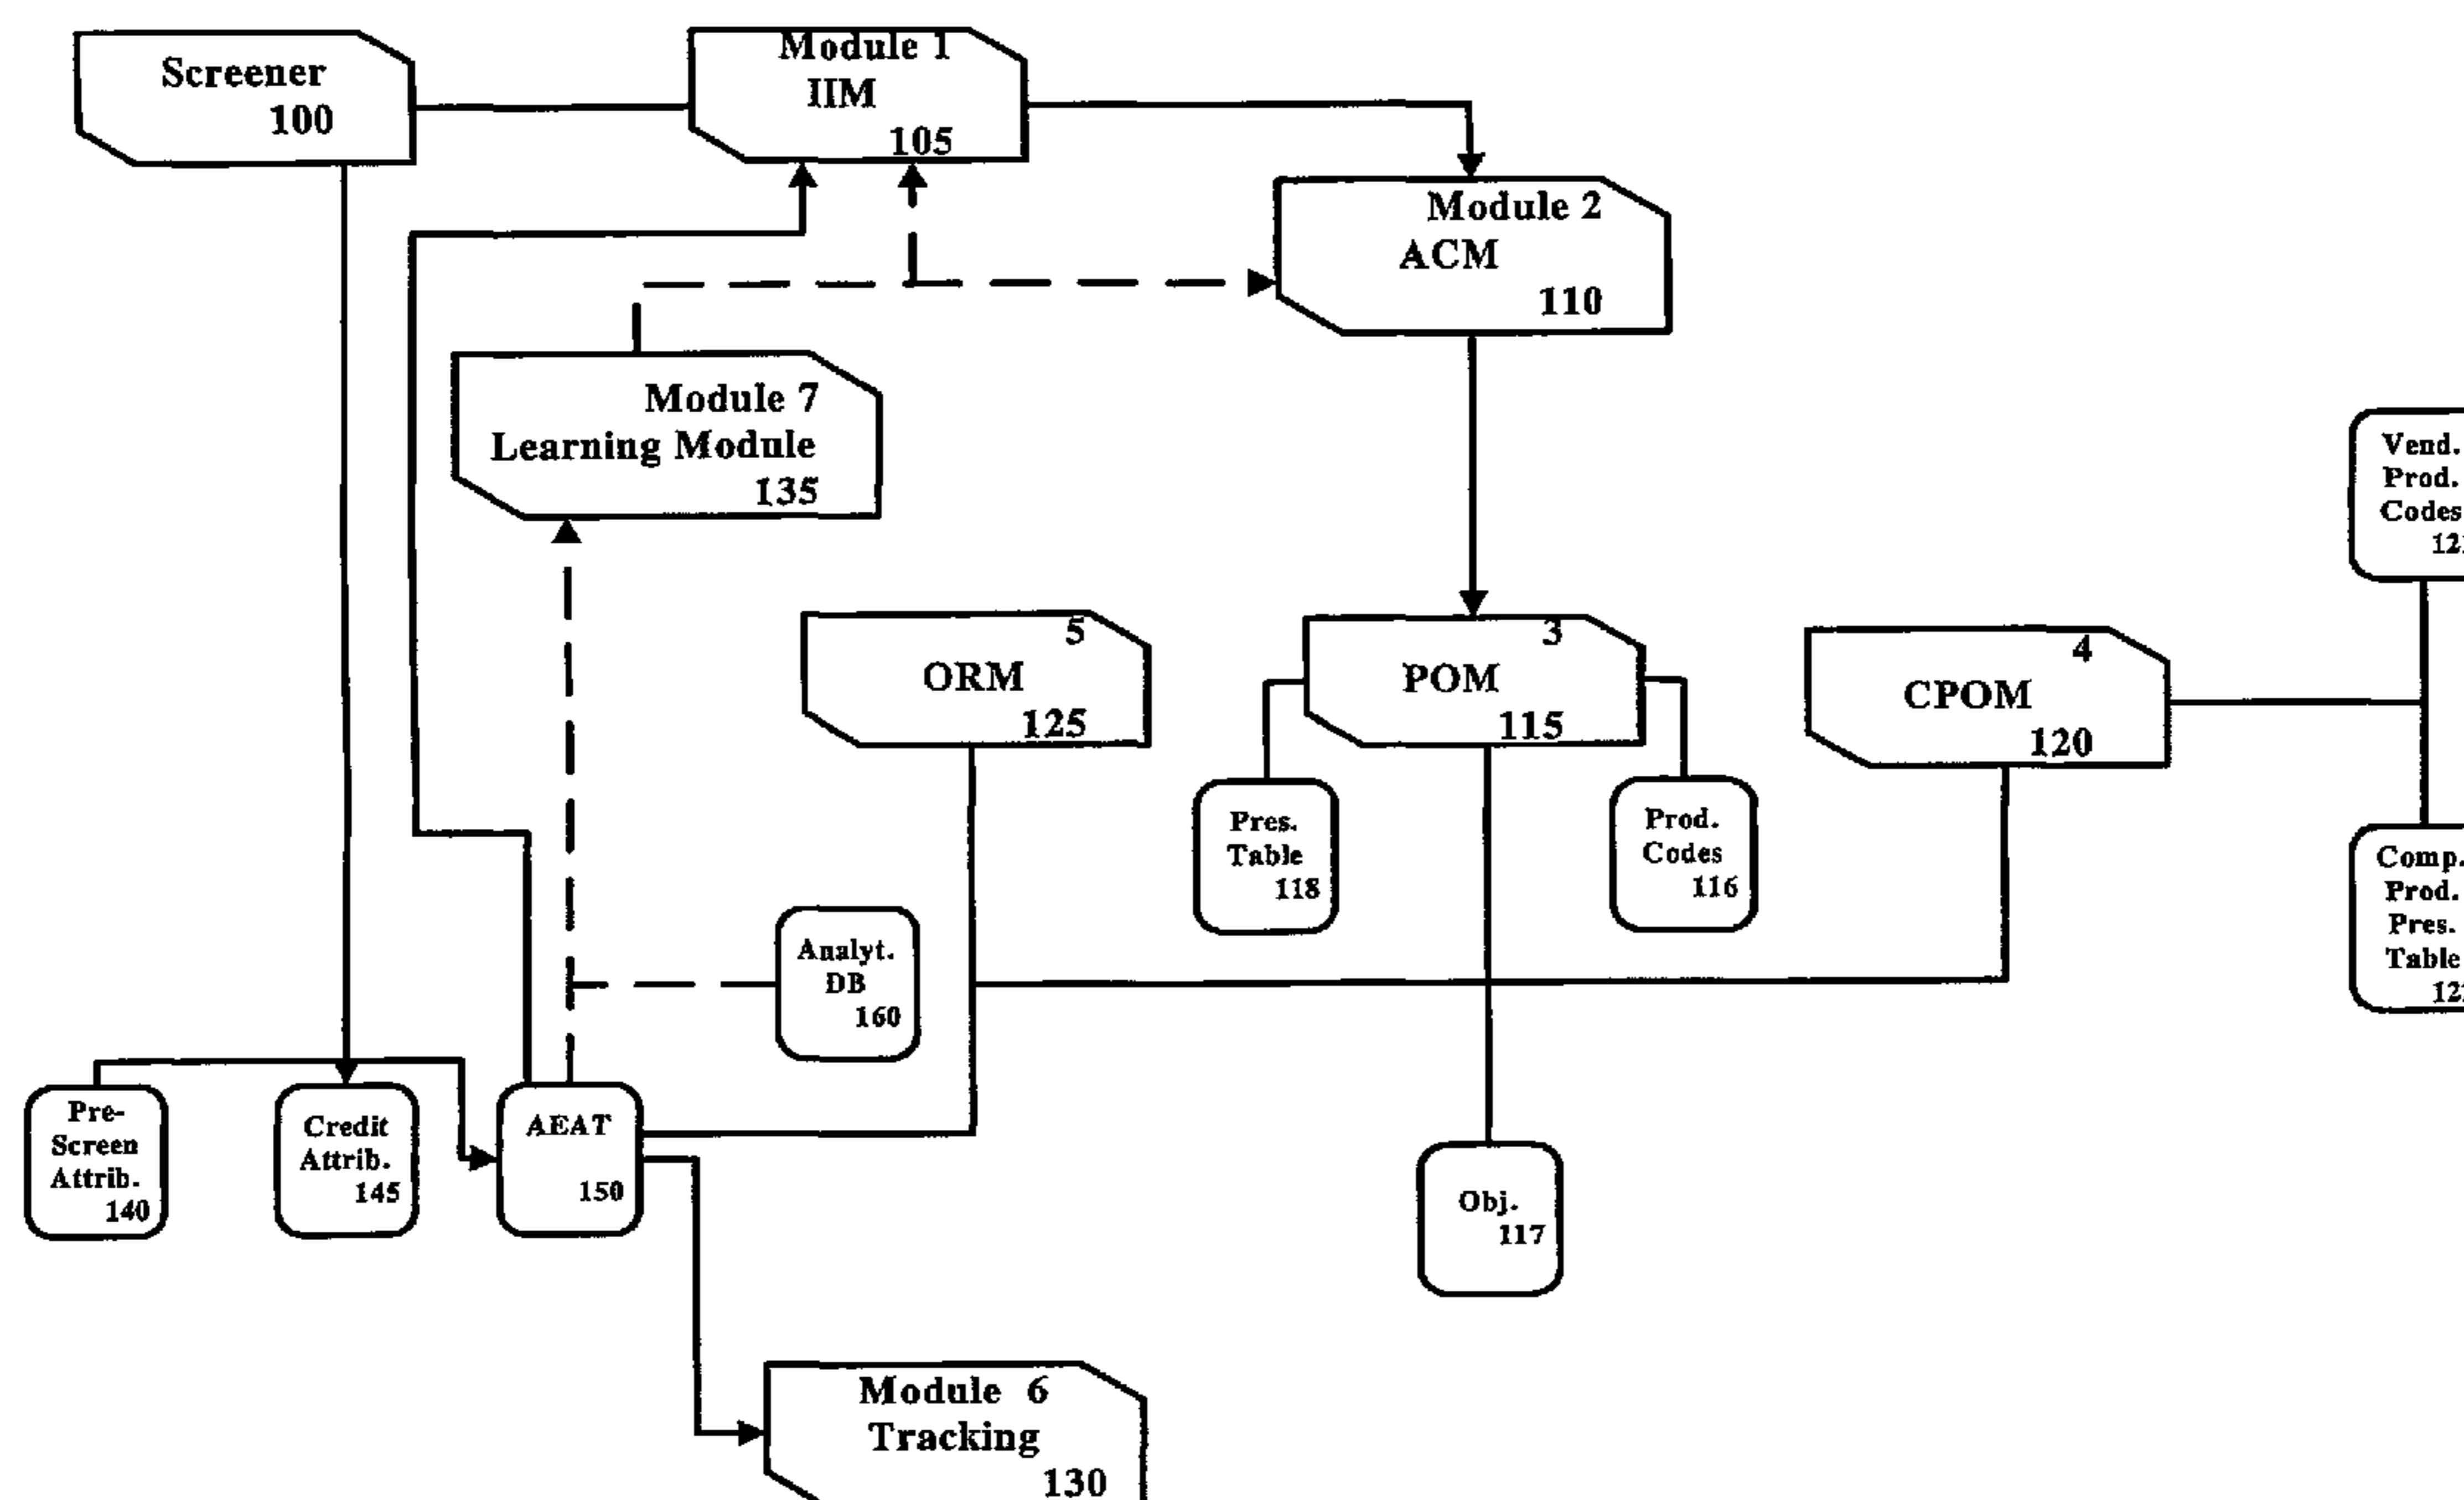 Screener
100
Module 1
IIM
105
Module 2
ACM
110
Module 7
Learning Module
135
5
ORM
125
3
POM
115
4
CPOM
120
Vend.
Prod.
Codes
Pres.
Table
118
Prod.
Codes
116
Comp.
Prod.
Pres.
Table
Analyt.
DB
160
Pre-
Screen
Attrib.
140
Credit
Attrib.
145
AEAT
150
Obj.
117
Module 6
Tracking
130